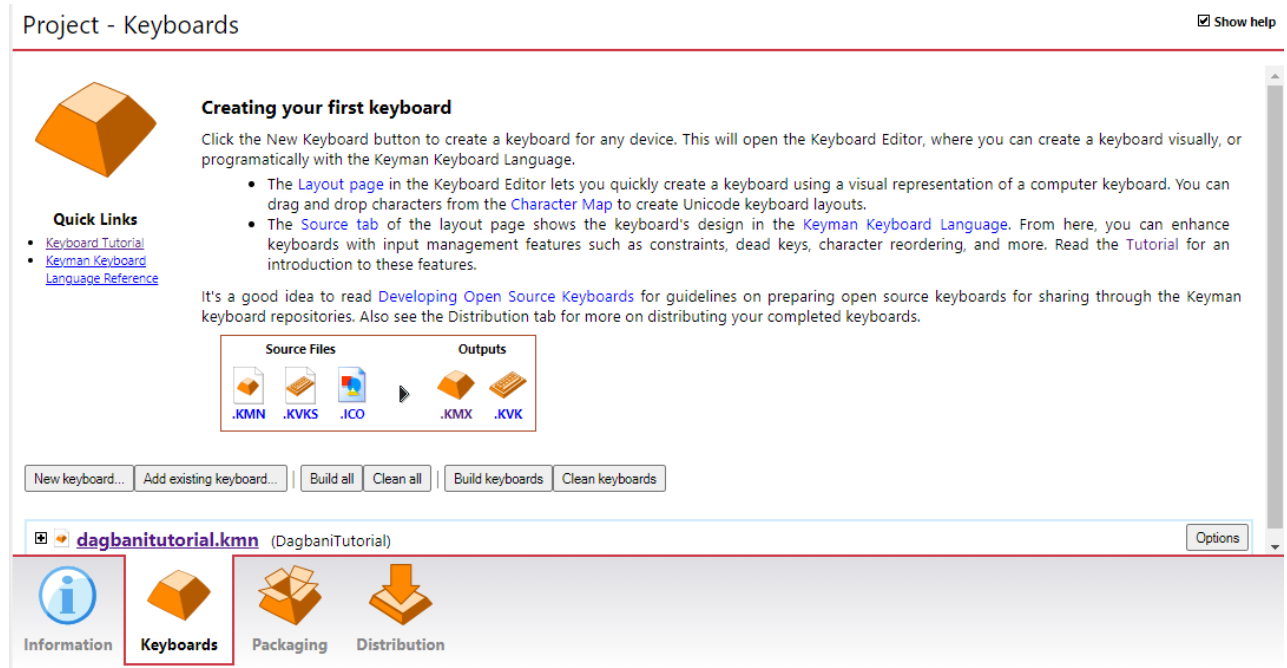 Project - Keyboards
Show help
Creating your first keyboard
Click the New Keyboard button to create a keyboard for any device. This will open the Keyboard Editor, where you can create a keyboard visually, or
programatically with the Keyman Keyboard Language.
• The Layout page in the Keyboard Editor lets you quickly create a keyboard using a visual representation of a computer keyboard. You can
drag and drop characters from the Character Map to create Unicode keyboard layouts.
• The Source tab of the layout page shows the keyboard's design in the Keyman Keyboard Language. From here, you can enhance
keyboards with input management features such as constraints, dead keys, character reordering, and more. Read the Tutorial for an
introduction to these features.
It's a good idea to read Developing Open Source Keyboards for guidelines on preparing open source keyboards for sharing through the Keyman
keyboard repositories. Also see the Distribution tab for more on distributing your completed keyboards.
Quick Links
• Keyboard Tutorial
• Keyman Keyboard
Language Reference
Source Files Outputs
.KMN .KVKS .ICO .KMX .KVK
New keyboard... Add existing keyboard... Build all Clean all Build keyboards Clean keyboards
dagbanitutorial.kmn (DagbaniTutorial) Options
Information Keyboards Packaging Distribution